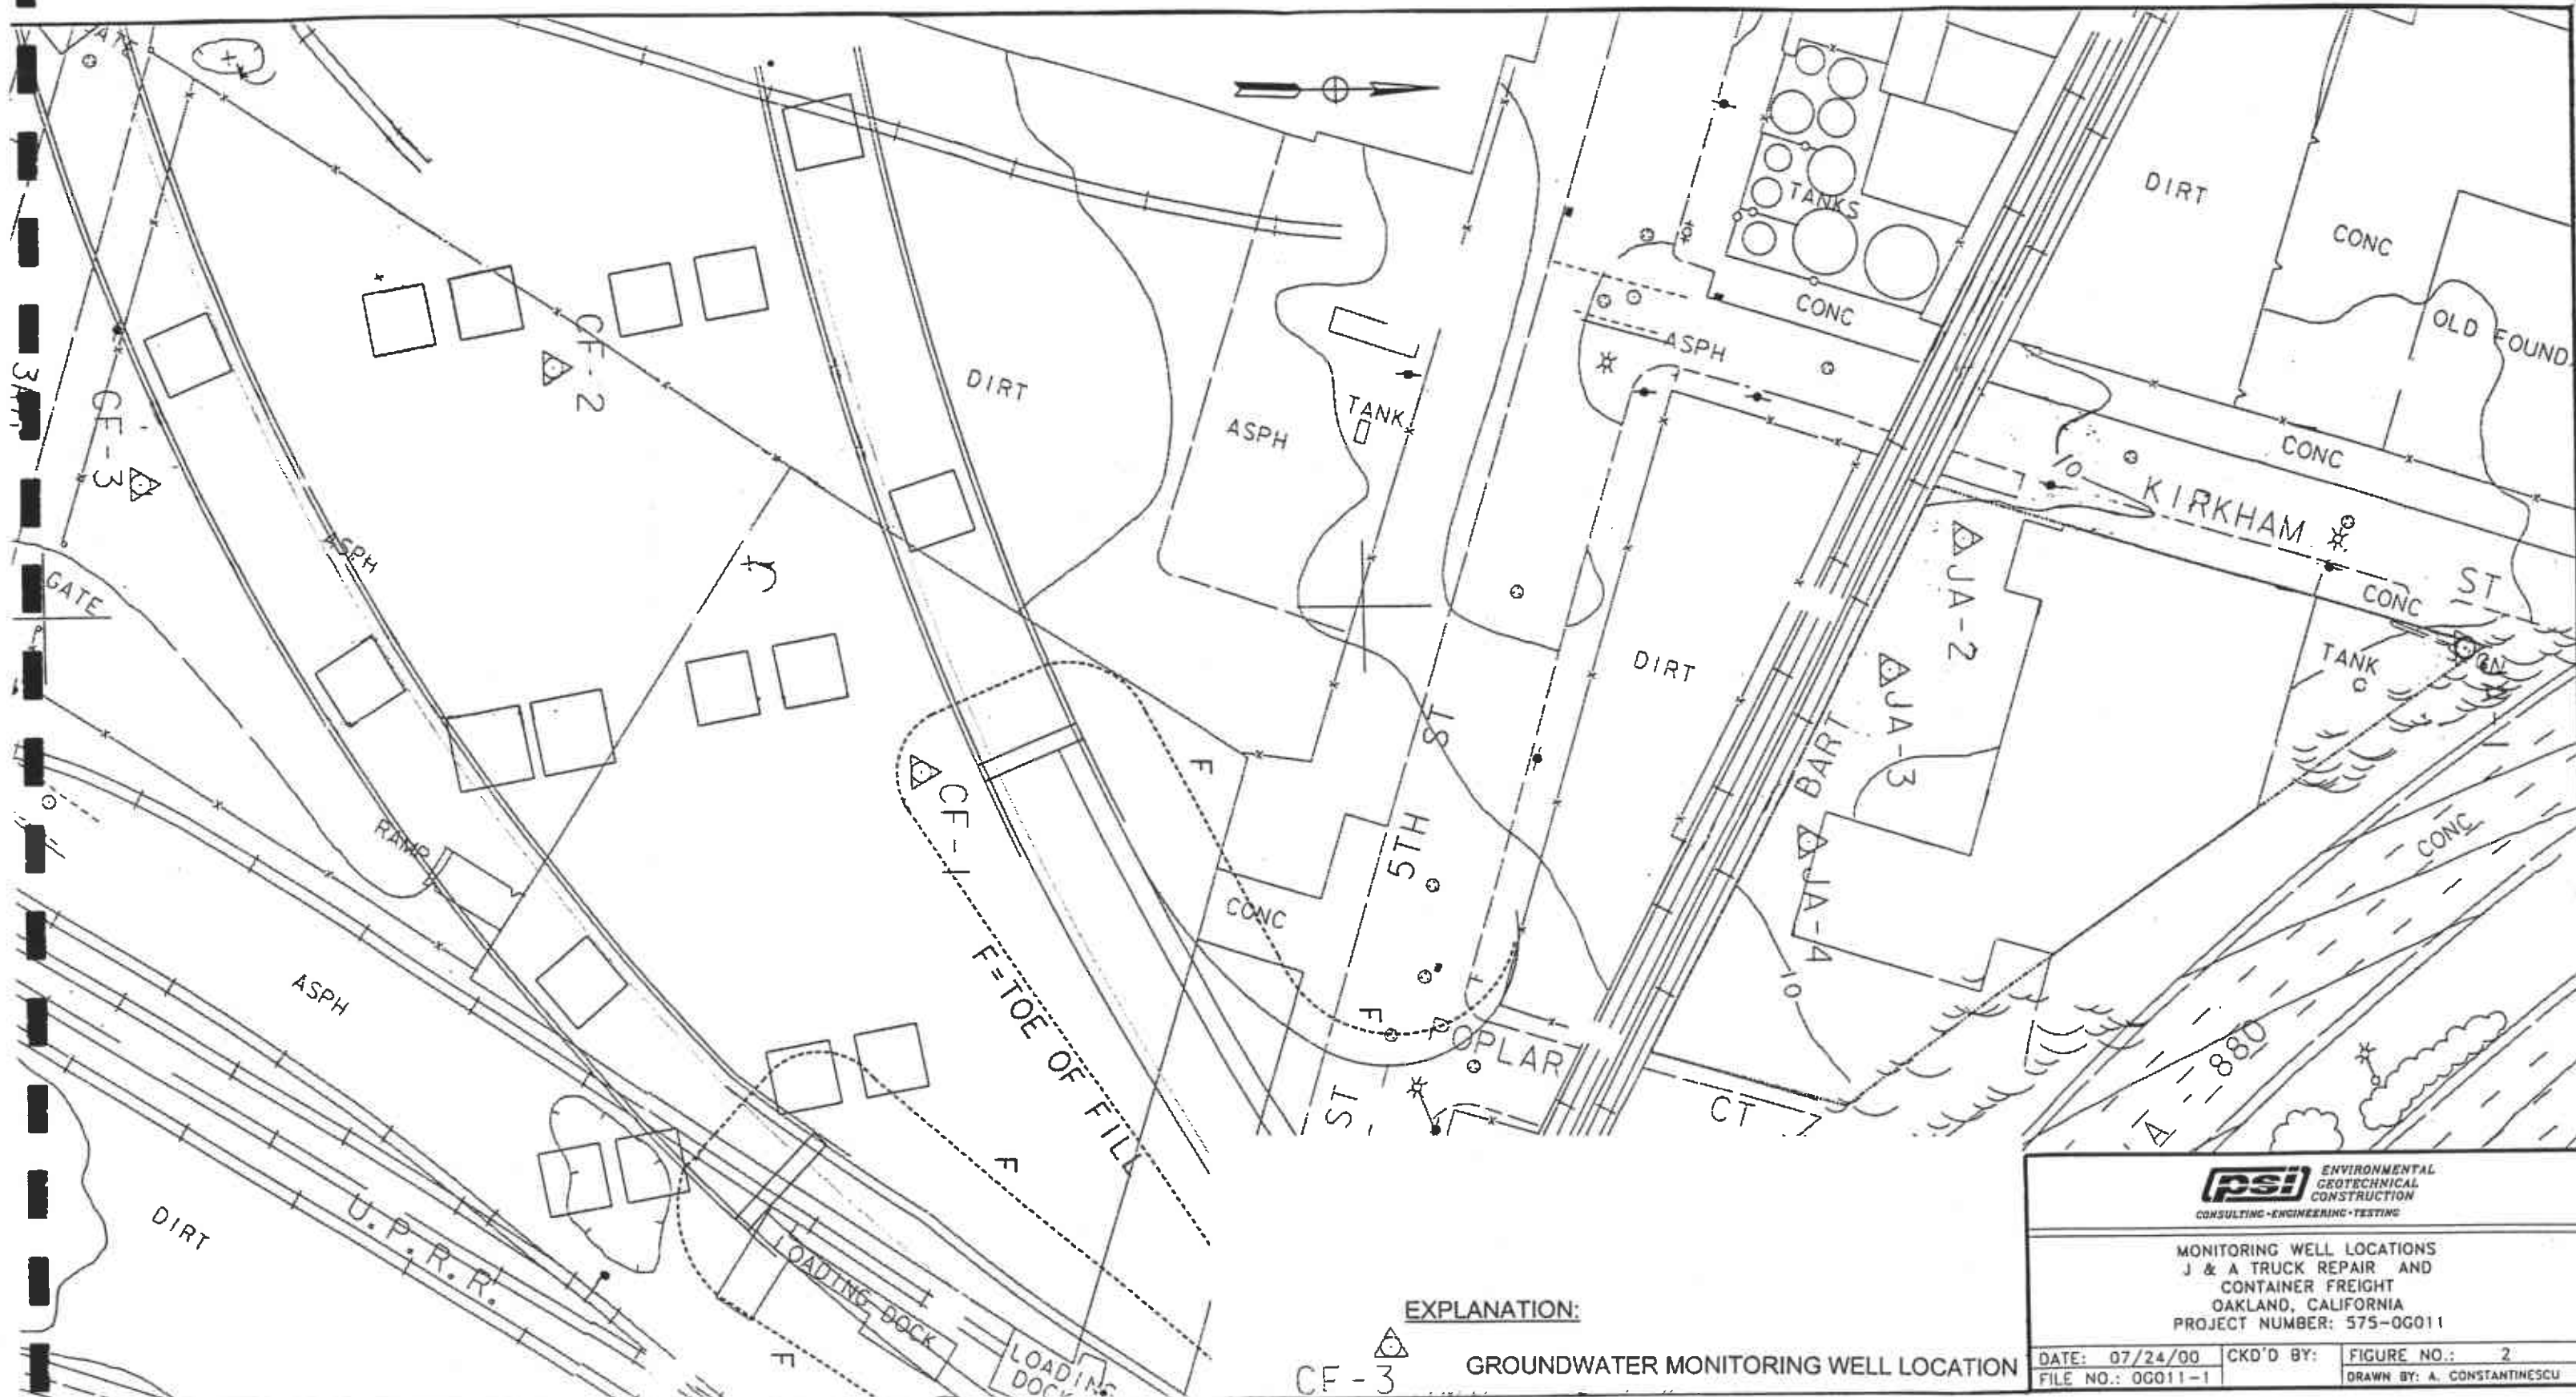 CF-2
CF-3
DIRT
ASPH
TANK
TANKS
CONC
ASPH
DIRT
CONC
OLD FOUND.
CONC
KIRKHAM ST
CONC
10
TANK
ASPH
GATE
JA-2
JA-3
JA-4
BART
DIRT
F
CF-1
5TH ST
RAMP
CONC
CONC
F=TOE OF FILL
10
ASPH
F
POPLAR
ST
CT
880
F
DIRT
U.P.R.R.
LOADING DOCK
F
LOADING
DOCK
EXPLANATION:
CF-3
GROUNDWATER MONITORING WELL LOCATION
psi ENVIRONMENTAL
GEOTECHNICAL
CONSTRUCTION
CONSULTING•ENGINEERING•TESTING
MONITORING WELL LOCATIONS
J & A TRUCK REPAIR AND
CONTAINER FREIGHT
OAKLAND, CALIFORNIA
PROJECT NUMBER: 575-0G011
DATE: 07/24/00 CKD'D BY: FIGURE NO.: 2
FILE NO.: 0G011-1 DRAWN BY: A. CONSTANTINESCU